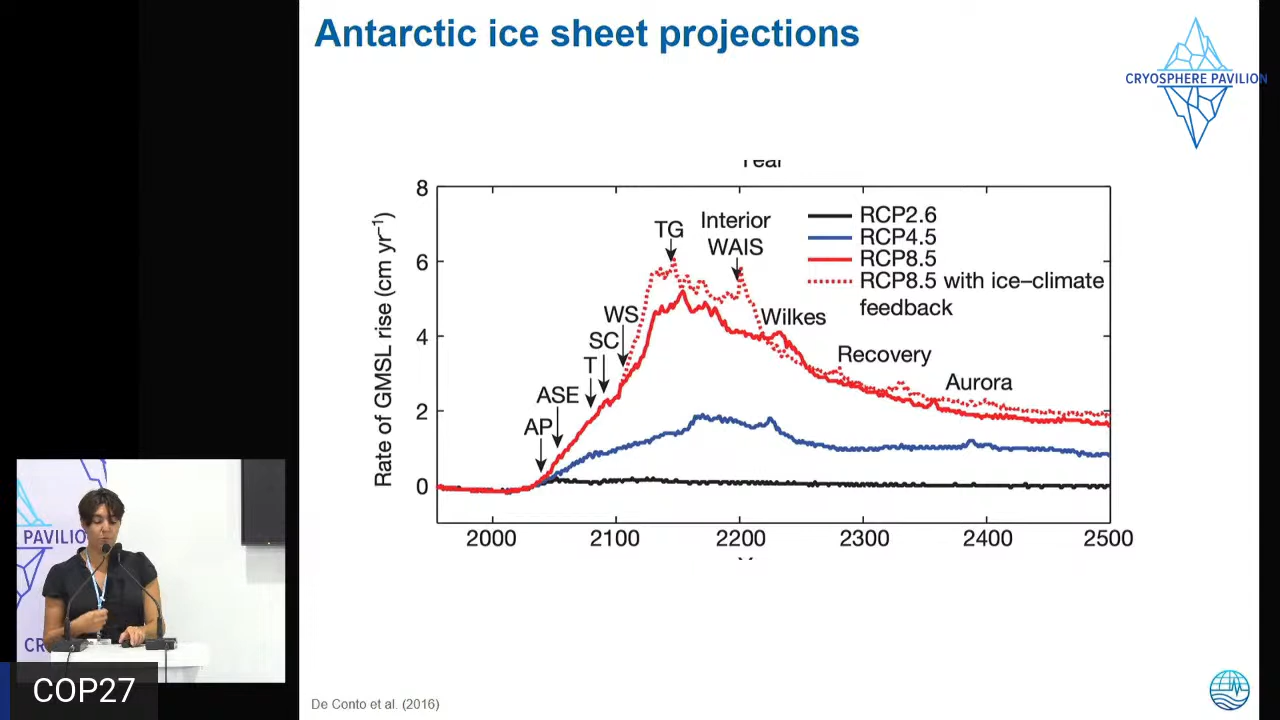 Antarctic ice sheet projections
CRYOSPHERE PAVILION
8
6
4
2
0
Rate of GMSL rise (cm yr⁻¹)
TG
Interior
WAIS
WS
SC
T
ASE
AP
Wilkes
Recovery
Aurora
RCP2.6
RCP4.5
RCP8.5
RCP8.5 with ice–climate
feedback
2000
2100
2200
2300
2400
2500
PAVILIO
CR
COP27
De Conto et al. (2016)